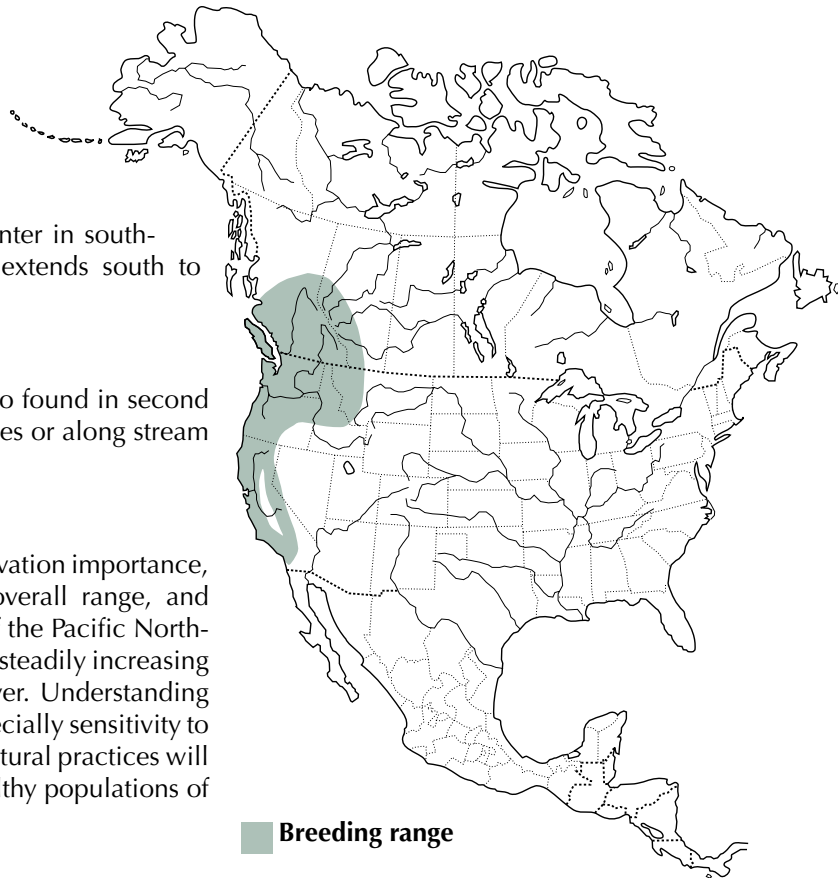 nter in south-
extends south to
o found in second
es or along stream
vation importance,
overall range, and
f the Pacific North-
steadily increasing
ver. Understanding
ecially sensitivity to
tural practices will
lthy populations of
Breeding range